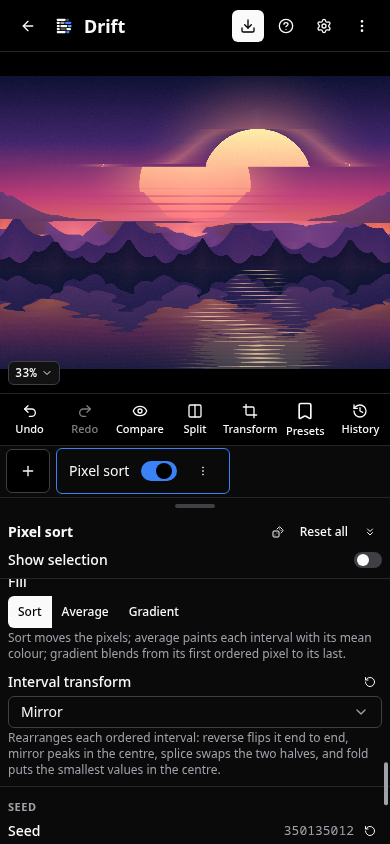 Drift
33%
Undo
Redo
Compare
Split
Transform
Presets
History
Pixel sort
Pixel sort
Reset all
Show selection
Fill
Sort
Average
Gradient
Sort moves the pixels; average paints each interval with its mean
colour; gradient blends from its first ordered pixel to its last.
Interval transform
Mirror
Rearranges each ordered interval: reverse flips it end to end,
mirror peaks in the centre, splice swaps the two halves, and fold
puts the smallest values in the centre.
SEED
Seed
350135012